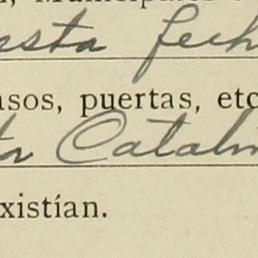 esta fech
asos, puertas, etc
Catalin
xistían.